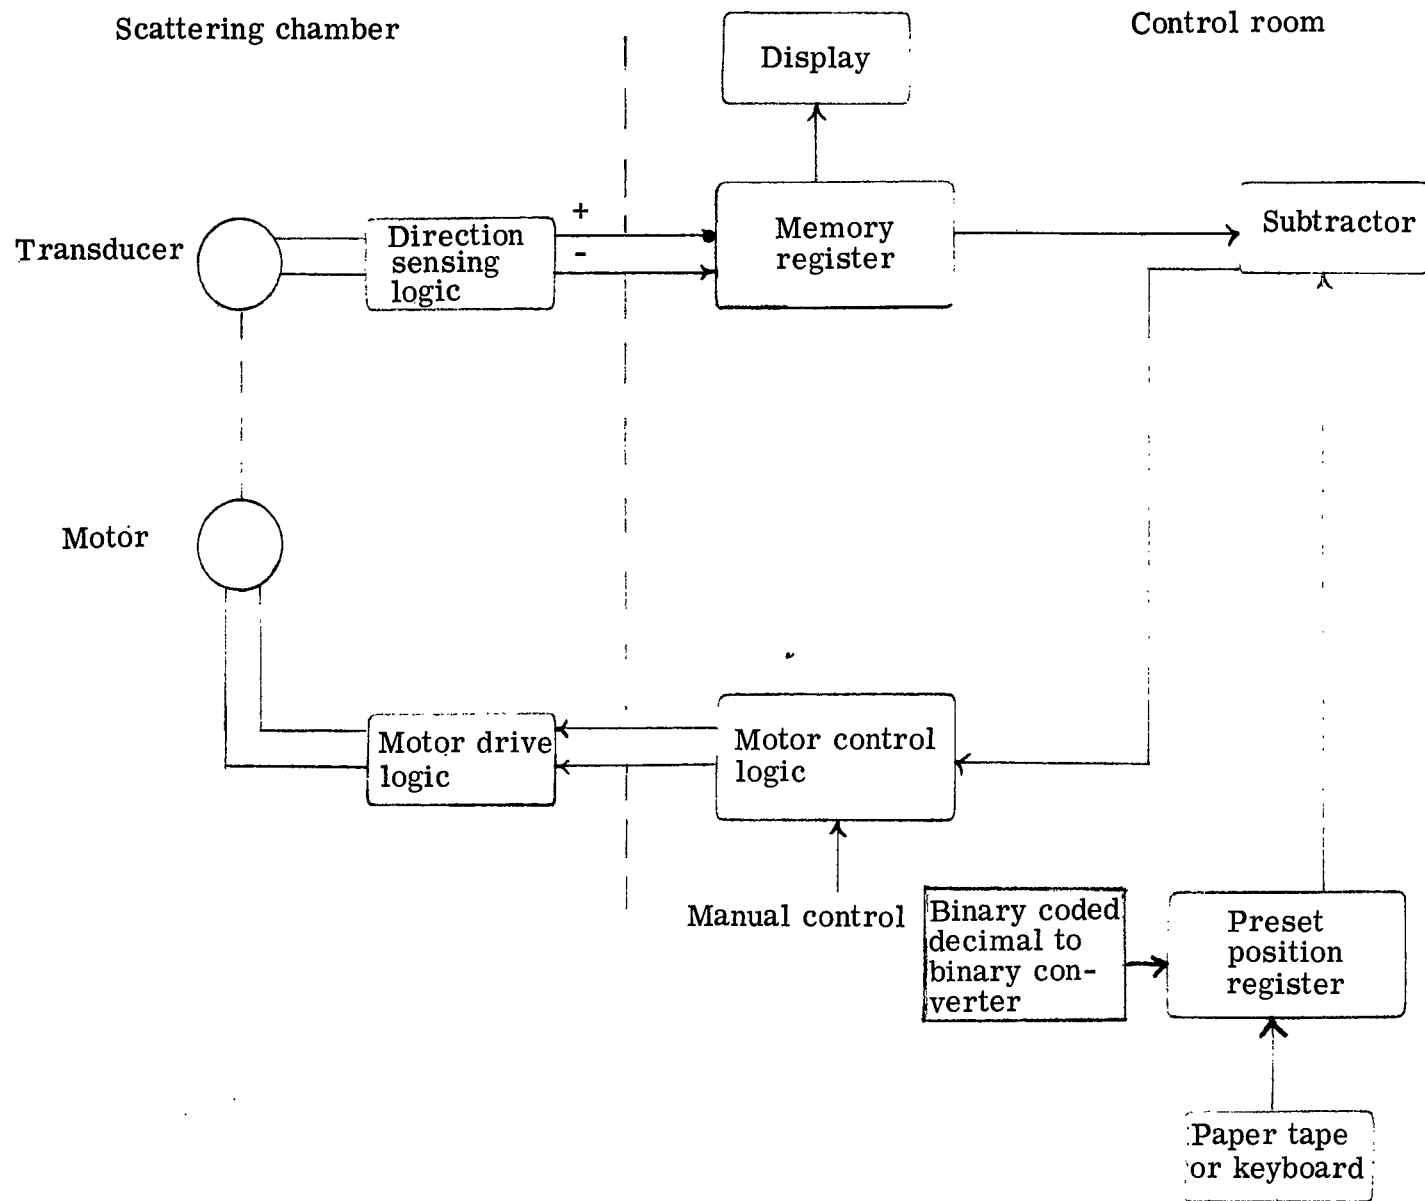 Scattering chamber
Control room
Display
Transducer
Direction
sensing
logic
+
-
Memory
register
Subtractor
Motor
Motor drive
logic
Motor control
logic
Manual control
Binary coded
decimal to
binary con-
verter
Preset
position
register
Paper tape
or keyboard